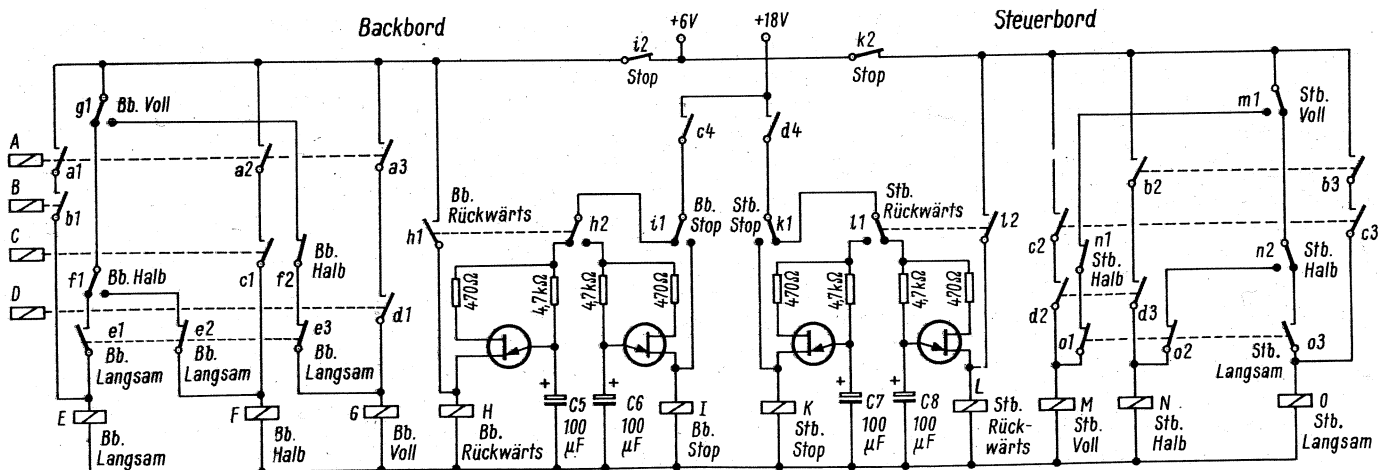 Backbord
+6V
+18V
Steuerbord
i2
Stop
k2
Stop
g1
Bb. Voll
m1
Stb.
Voll
c4
d4
A
a1
a2
a3
B
b1
b2
b3
Bb.
Rückwärts
h1
h2
i1
Bb.
Stop
Stb.
Stop
k1
l1
Stb.
Rückwärts
l2
C
c1
f2
Bb.
Halb
c2
n1
Stb.
Halb
n2
Stb.
Halb
c3
f1
Bb. Halb
D
d1
470Ω
4,7kΩ
4,7kΩ
470Ω
470Ω
4,7kΩ
4,7kΩ
470Ω
d2
d3
e1
Bb.
Langsam
e2
Bb.
Langsam
e3
Bb.
Langsam
o1
o2
Stb.
Langsam
o3
E
Bb.
Langsam
F
Bb.
Halb
G
Bb.
Voll
H
Bb.
Rückwärts
+
C5
100
µF
+
C6
100
µF
I
Bb.
Stop
K
Stb.
Stop
+
C7
100
µF
+
C8
100
µF
L
Stb.
Rück-
wärts
M
Stb.
Voll
N
Stb.
Halb
O
Stb.
Langsam